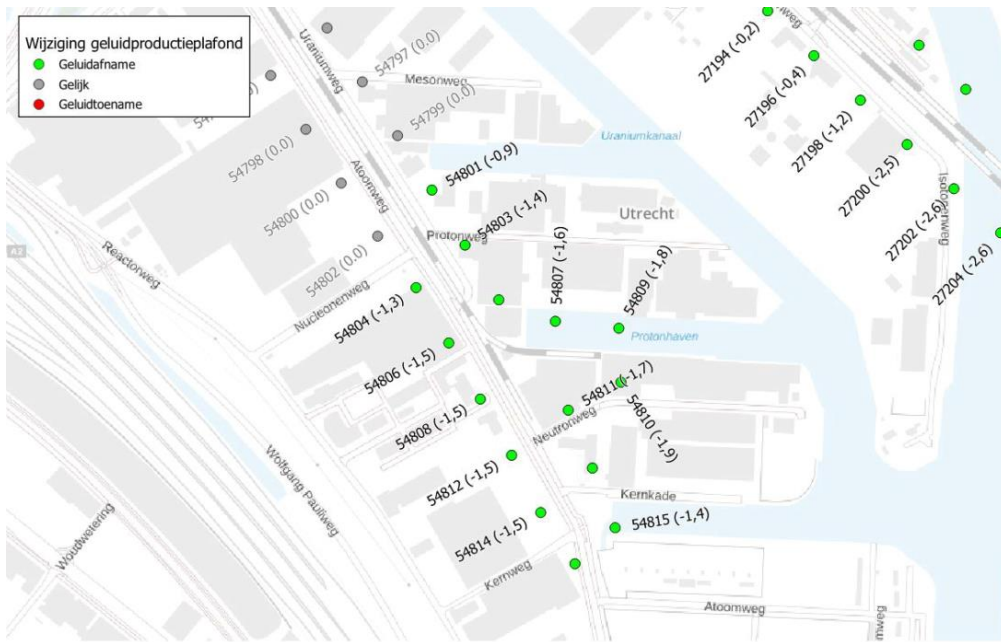 Wijziging geluidproductieplafond
Geluidafname
Gelijk
Geluidtoename
Uraniumweg
54797 (0.0)
Mesonweg
54799 (0.0)
54798 (0.0)
54800 (0.0)
54802 (0.0)
Atoomweg
54801 (-0,9)
54803 (-1,4)
Protonweg
Uraniumkanaal
Utrecht
27194 (-0,2)
27196 (-0,4)
27198 (-1,2)
27200 (-2,5)
27202 (-2,6)
27204 (-2,6)
Isotopenweg
A2
Reactorweg
Nucleonenweg
54804 (-1,3)
54807 (-1,6)
54809 (-1,8)
Protonhaven
54806 (-1,5)
54808 (-1,5)
54811 (-1,7)
54810 (-1,9)
Neutronweg
54812 (-1,5)
54814 (-1,5)
Kernkade
54815 (-1,4)
Kernweg
Wolfgang Pauliweg
Woudwetering
Atoomweg